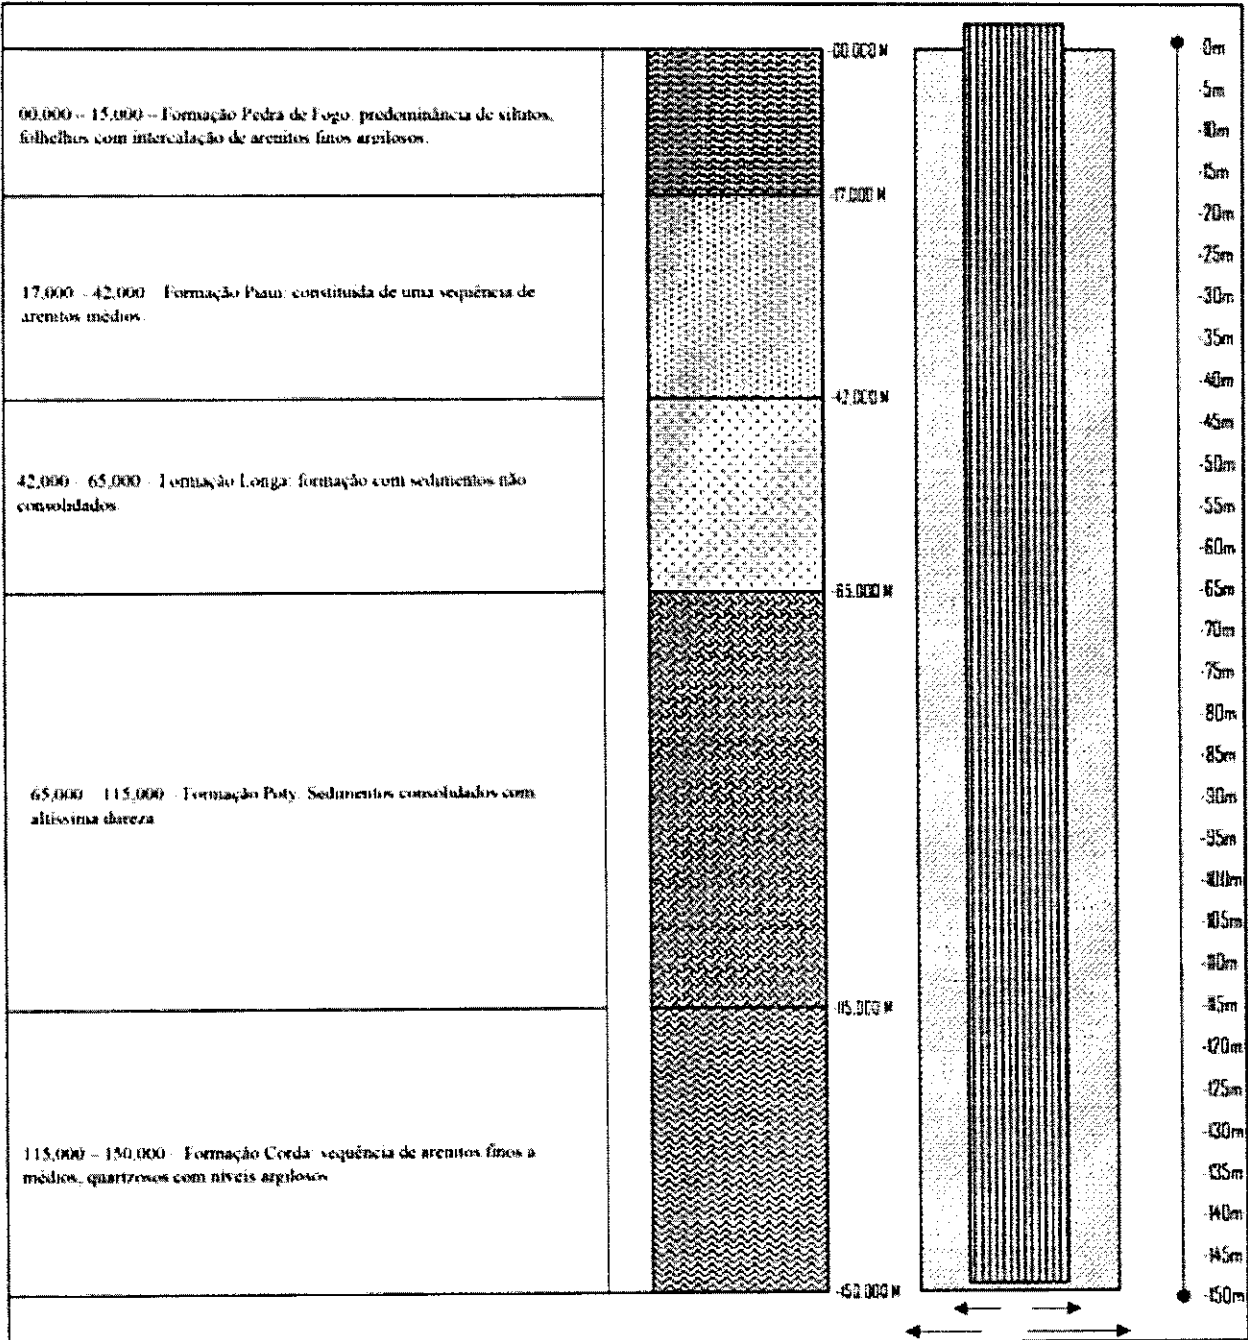 00,000 – 15,000 – Formação Pedra de Fogo: predominância de siltitos,
folhelhos com intercalação de arenitos finos argilosos.
17,000 - 42,000 Formação Piauí: constituída de uma sequência de
arenitos médios.
42,000 - 65,000 - Formação Longa: formação com sedimentos não
consolidados
65,000 115,000 - Formação Poty. Sedimentos consolidados com
altíssima dureza
115,000 – 150,000 - Formação Corda: sequência de arenitos finos a
médios, quartzosos com níveis argilosos
-00.000 M
-17.000 M
-42.000 M
-65.000 M
-115.000 M
-150.000 M
0m
-5m
-10m
-15m
-20m
-25m
-30m
-35m
-40m
-45m
-50m
-55m
-60m
-65m
-70m
-75m
-80m
-85m
-90m
-95m
-100m
-105m
-110m
-115m
-120m
-125m
-130m
-135m
-140m
-145m
-150m